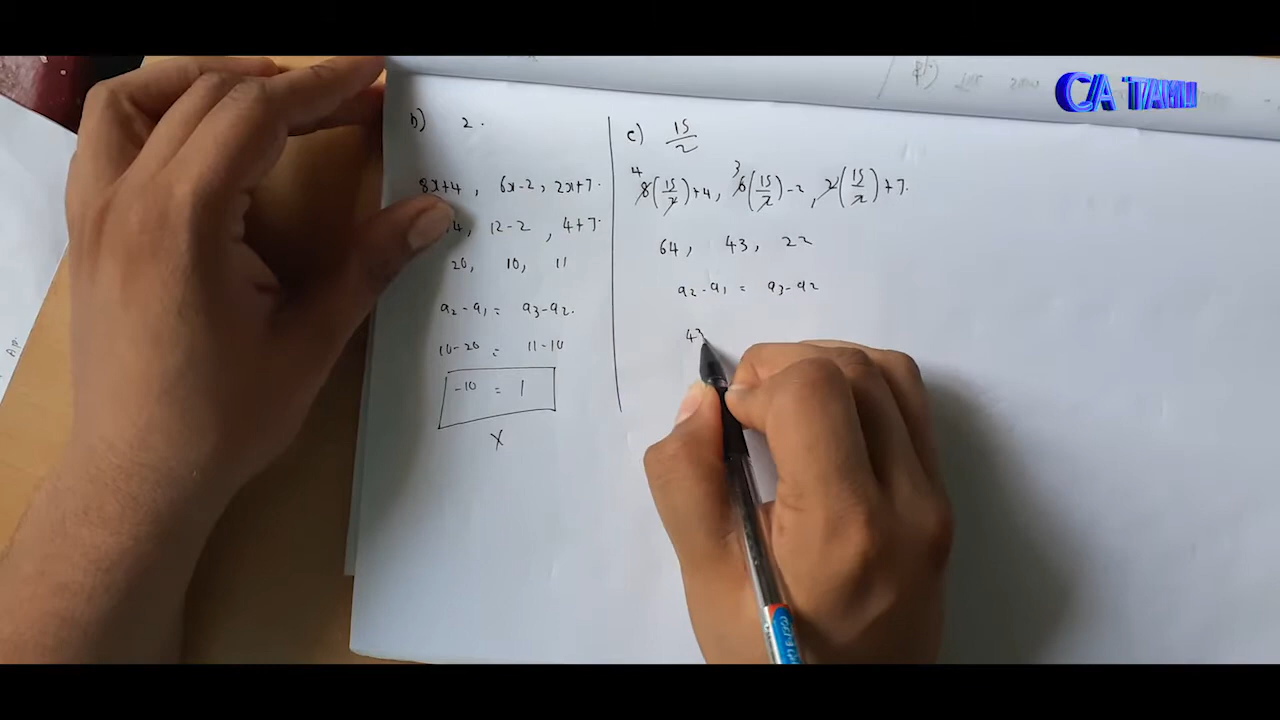 CA TAMIL
b) 2.
8x+4, 6x-2, 2x+7.
4, 12-2, 4+7.
20, 10, 11
a2-a1 = a3-a2.
10-20 = 11-10
-10 = 1
X
c) 15/2
4 8(15/2)+4, 3 6(15/2)-2, 2(15/2)+7.
64, 43, 22
a2-a1 = a3-a2
43